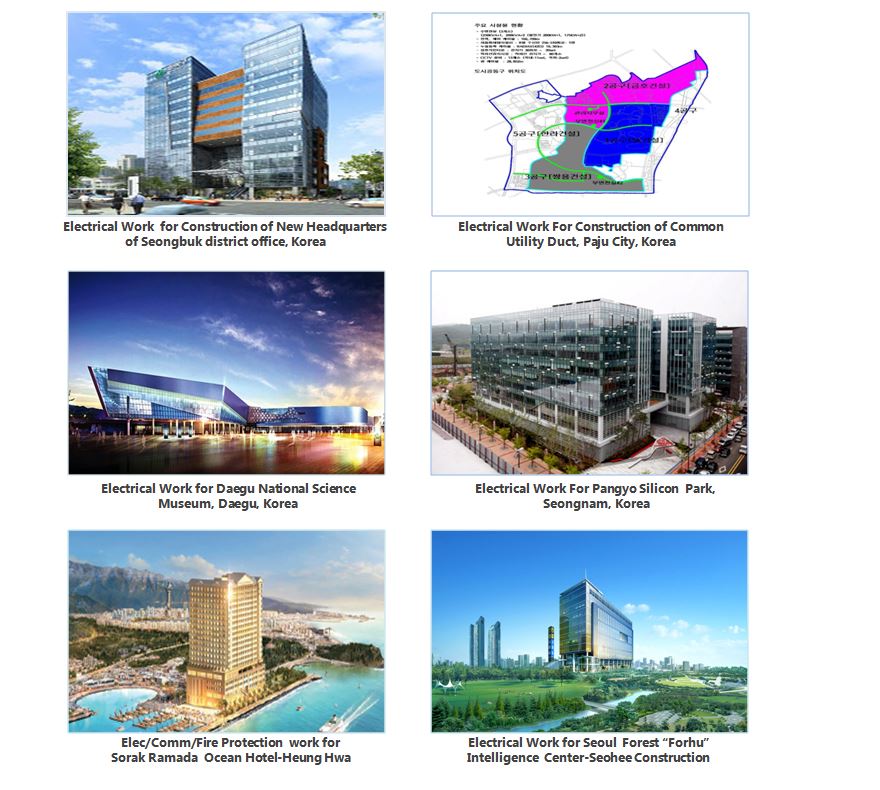 주요 시설물 현황
도시공동구 위치도
2공구(금호건설)
4공구
5공구(한라건설)
3공구(쌍용건설)
Electrical Work for Construction of New Headquarters
of Seongbuk district office, Korea
Electrical Work For Construction of Common
Utility Duct, Paju City, Korea
Electrical Work for Daegu National Science
Museum, Daegu, Korea
Electrical Work For Pangyo Silicon Park,
Seongnam, Korea
Elec/Comm/Fire Protection work for
Sorak Ramada Ocean Hotel-Heung Hwa
Electrical Work for Seoul Forest “Forhu”
Intelligence Center-Seohee Construction